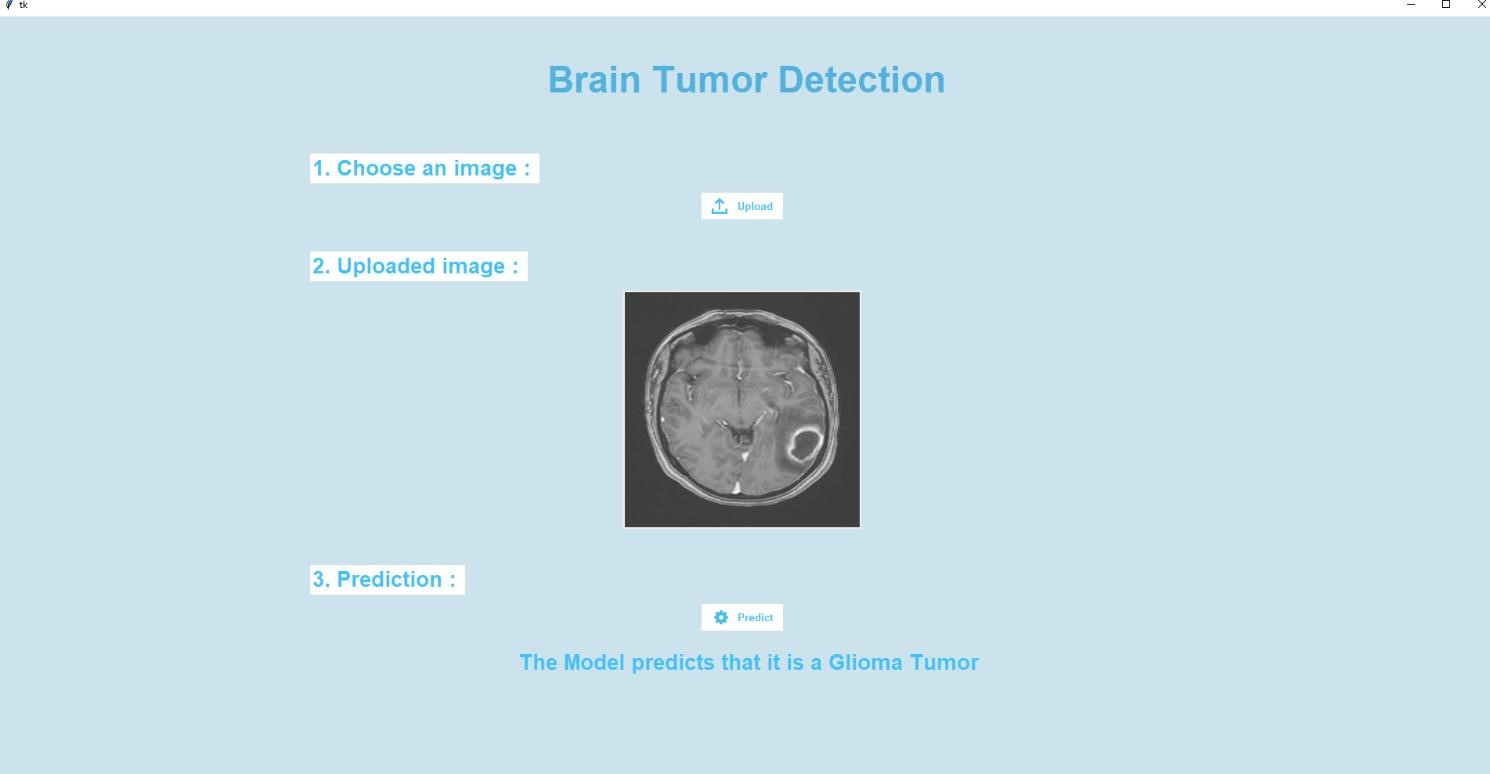 tk
Brain Tumor Detection
1. Choose an image :
Upload
2. Uploaded image :
3. Prediction :
Predict
The Model predicts that it is a Glioma Tumor